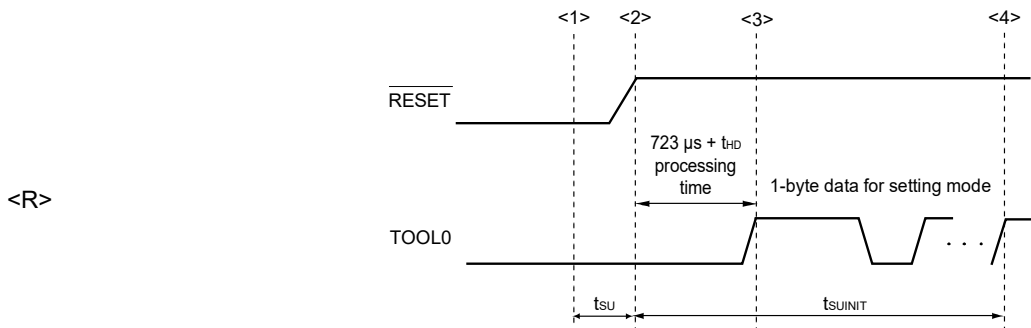 <1> <2> <3> <4>
RESET
723 µs + tHD
processing
time
1-byte data for setting mode
<R>
TOOL0
. . .
tSU
tSUINIT